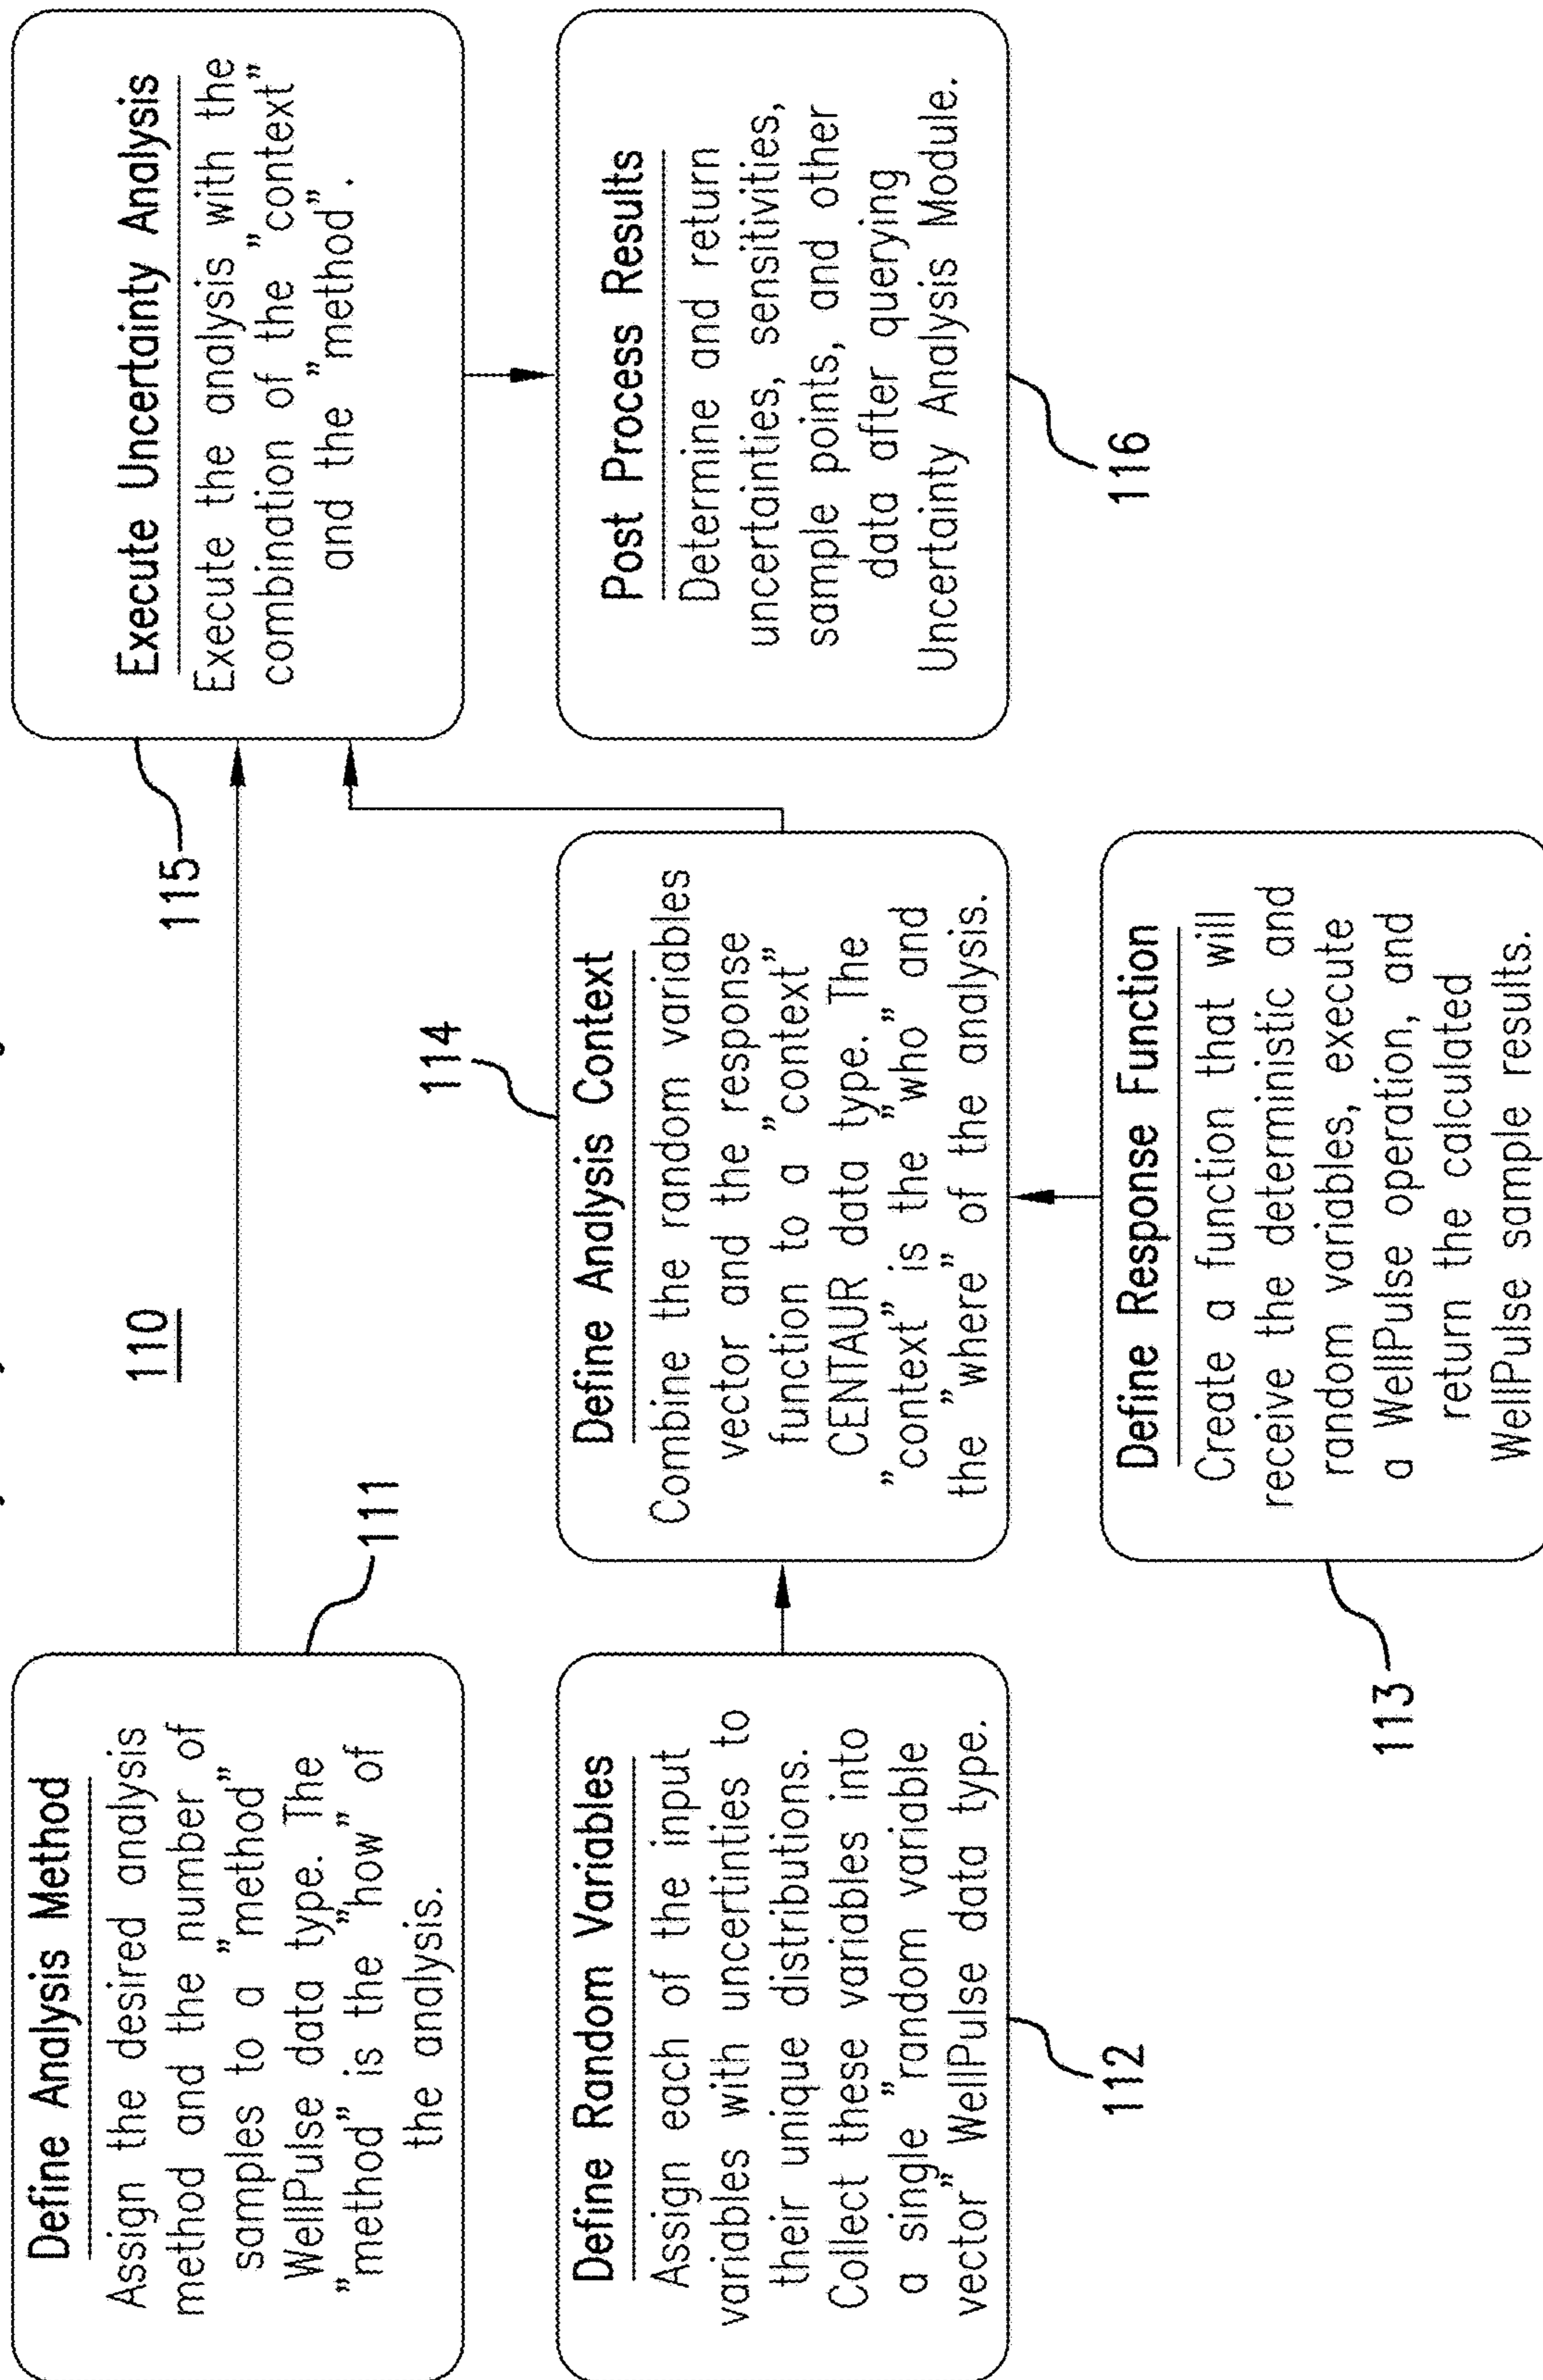 110
Define Analysis Method
Assign the desired analysis
method and the number of
samples to a "method"
WellPulse data type. The
"method" is the "how" of
the analysis.
111
Execute Uncertainty Analysis
Execute the analysis with the
combination of the "context"
and the "method".
115
Define Random Variables
Assign each of the input
variables with uncertinties to
their unique distributions.
Collect these variables into
a single "random variable
vector" WellPulse data type.
112
114
Define Analysis Context
Combine the random variables
vector and the response
function to a "context"
CENTAUR data type. The
"context" is the "who" and
the "where" of the analysis.
Post Process Results
Determine and return
uncertainties, sensitivities,
sample points, and other
data after querying
Uncertainty Analysis Module.
116
Define Response Function
Create a function that will
receive the deterministic and
random variables, execute
a WellPulse operation, and
return the calculated
WellPulse sample results.
113